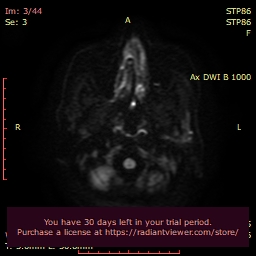 Im: 3/44
Se: 3
A
STP86
STP86
F
Ax DWI B 1000
R
L
You have 30 days left in your trial period.
Purchase a license at https://radiantviewer.com/store/